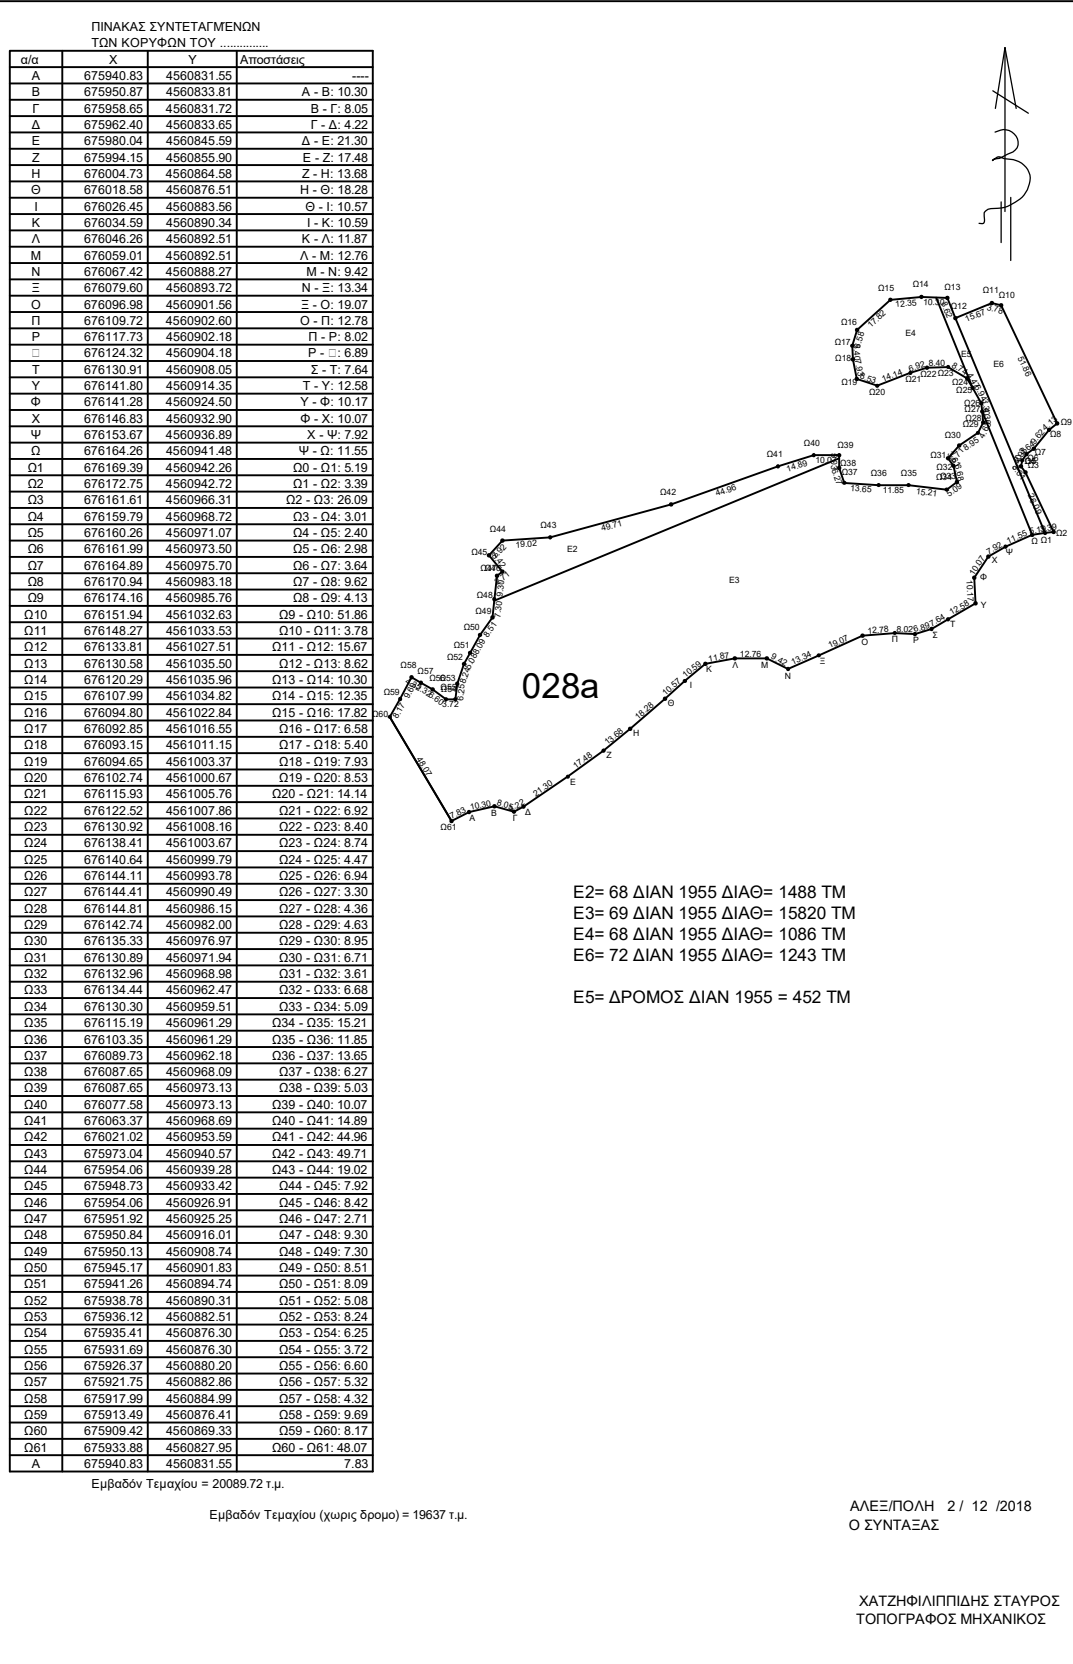 ΠΙΝΑΚΑΣ ΣΥΝΤΕΤΑΓΜΈΝΩΝ
ΤΩΝ ΚΟΡΥΦΩΝ ΤΟΥ ..............
α/α X Y Αποστάσεις
Α 675940.83 4560831.55 ----
Β 675950.87 4560833.81 Α - Β: 10.30
Γ 675958.65 4560831.72 Β - Γ: 8.05
Δ 675962.40 4560833.65 Γ - Δ: 4.22
Ε 675980.04 4560845.59 Δ - Ε: 21.30
Ζ 675994.15 4560855.90 Ε - Ζ: 17.48
Η 676004.73 4560864.58 Ζ - Η: 13.68
Θ 676018.58 4560876.51 Η - Θ: 18.28
Ι 676026.45 4560883.56 Θ - Ι: 10.57
Κ 676034.59 4560890.34 Ι - Κ: 10.59
Λ 676046.26 4560892.51 Κ - Λ: 11.87
Μ 676059.01 4560892.51 Λ - Μ: 12.76
Ν 676067.42 4560888.27 Μ - Ν: 9.42
Ξ 676079.60 4560893.72 Ν - Ξ: 13.34
Ο 676096.98 4560901.56 Ξ - Ο: 19.07
Π 676109.72 4560902.60 Ο - Π: 12.78
Ρ 676117.73 4560902.18 Π - Ρ: 8.02
□ 676124.32 4560904.18 Ρ - □: 6.89
Τ 676130.91 4560908.05 Σ - Τ: 7.64
Υ 676141.80 4560914.35 Τ - Υ: 12.58
Φ 676141.28 4560924.50 Υ - Φ: 10.17
Χ 676146.83 4560932.90 Φ - Χ: 10.07
Ψ 676153.67 4560936.89 Χ - Ψ: 7.92
Ω 676164.26 4560941.48 Ψ - Ω: 11.55
Ω1 676169.39 4560942.26 Ω0 - Ω1: 5.19
Ω2 676172.75 4560942.72 Ω1 - Ω2: 3.39
Ω3 676161.61 4560966.31 Ω2 - Ω3: 26.09
Ω4 676159.79 4560968.72 Ω3 - Ω4: 3.01
Ω5 676160.26 4560971.07 Ω4 - Ω5: 2.40
Ω6 676161.99 4560973.50 Ω5 - Ω6: 2.98
Ω7 676164.89 4560975.70 Ω6 - Ω7: 3.64
Ω8 676170.94 4560983.18 Ω7 - Ω8: 9.62
Ω9 676174.16 4560985.76 Ω8 - Ω9: 4.13
Ω10 676151.94 4561032.63 Ω9 - Ω10: 51.86
Ω11 676148.27 4561033.53 Ω10 - Ω11: 3.78
Ω12 676133.81 4561027.51 Ω11 - Ω12: 15.67
Ω13 676130.58 4561035.50 Ω12 - Ω13: 8.62
Ω14 676120.29 4561035.96 Ω13 - Ω14: 10.30
Ω15 676107.99 4561034.82 Ω14 - Ω15: 12.35
Ω16 676094.80 4561022.84 Ω15 - Ω16: 17.82
Ω17 676092.85 4561016.55 Ω16 - Ω17: 6.58
Ω18 676093.15 4561011.15 Ω17 - Ω18: 5.40
Ω19 676094.65 4561003.37 Ω18 - Ω19: 7.93
Ω20 676102.74 4561000.67 Ω19 - Ω20: 8.53
Ω21 676115.93 4561005.76 Ω20 - Ω21: 14.14
Ω22 676122.52 4561007.86 Ω21 - Ω22: 6.92
Ω23 676130.92 4561008.16 Ω22 - Ω23: 8.40
Ω24 676138.41 4561003.67 Ω23 - Ω24: 8.74
Ω25 676140.64 4560999.79 Ω24 - Ω25: 4.47
Ω26 676144.11 4560993.78 Ω25 - Ω26: 6.94
Ω27 676144.41 4560990.49 Ω26 - Ω27: 3.30
Ω28 676144.81 4560986.15 Ω27 - Ω28: 4.36
Ω29 676142.74 4560982.00 Ω28 - Ω29: 4.63
Ω30 676135.33 4560976.97 Ω29 - Ω30: 8.95
Ω31 676130.89 4560971.94 Ω30 - Ω31: 6.71
Ω32 676132.96 4560968.98 Ω31 - Ω32: 3.61
Ω33 676134.44 4560962.47 Ω32 - Ω33: 6.68
Ω34 676130.30 4560959.51 Ω33 - Ω34: 5.09
Ω35 676115.19 4560961.29 Ω34 - Ω35: 15.21
Ω36 676103.35 4560961.29 Ω35 - Ω36: 11.85
Ω37 676089.73 4560962.18 Ω36 - Ω37: 13.65
Ω38 676087.65 4560968.09 Ω37 - Ω38: 6.27
Ω39 676087.65 4560973.13 Ω38 - Ω39: 5.03
Ω40 676077.58 4560973.13 Ω39 - Ω40: 10.07
Ω41 676063.37 4560968.69 Ω40 - Ω41: 14.89
Ω42 676021.02 4560953.59 Ω41 - Ω42: 44.96
Ω43 675973.04 4560940.57 Ω42 - Ω43: 49.71
Ω44 675954.06 4560939.28 Ω43 - Ω44: 19.02
Ω45 675948.73 4560933.42 Ω44 - Ω45: 7.92
Ω46 675954.06 4560926.91 Ω45 - Ω46: 8.42
Ω47 675951.92 4560925.25 Ω46 - Ω47: 2.71
Ω48 675950.84 4560916.01 Ω47 - Ω48: 9.30
Ω49 675950.13 4560908.74 Ω48 - Ω49: 7.30
Ω50 675945.17 4560901.83 Ω49 - Ω50: 8.51
Ω51 675941.26 4560894.74 Ω50 - Ω51: 8.09
Ω52 675938.78 4560890.31 Ω51 - Ω52: 5.08
Ω53 675936.12 4560882.51 Ω52 - Ω53: 8.24
Ω54 675935.41 4560876.30 Ω53 - Ω54: 6.25
Ω55 675931.69 4560876.30 Ω54 - Ω55: 3.72
Ω56 675926.37 4560880.20 Ω55 - Ω56: 6.60
Ω57 675921.75 4560882.86 Ω56 - Ω57: 5.32
Ω58 675917.99 4560884.99 Ω57 - Ω58: 4.32
Ω59 675913.49 4560876.41 Ω58 - Ω59: 9.69
Ω60 675909.42 4560869.33 Ω59 - Ω60: 8.17
Ω61 675933.88 4560827.95 Ω60 - Ω61: 48.07
Α 675940.83 4560831.55 7.83
Εμβαδόν Τεμαχίου = 20089.72 τ.μ.
Εμβαδόν Τεμαχίου (χωρις δρομο) = 19637 τ.μ.
E2
E3
E4
E5
E6
028a
E2= 68 ΔΙΑΝ 1955 ΔΙΑΘ= 1488 ΤΜ
E3= 69 ΔΙΑΝ 1955 ΔΙΑΘ= 15820 ΤΜ
E4= 68 ΔΙΑΝ 1955 ΔΙΑΘ= 1086 ΤΜ
E6= 72 ΔΙΑΝ 1955 ΔΙΑΘ= 1243 ΤΜ
E5= ΔΡΟΜΟΣ ΔΙΑΝ 1955 = 452 ΤΜ
ΑΛΕΞ/ΠΟΛΗ 2 / 12 /2018
Ο ΣΥΝΤΑΞΑΣ
ΧΑΤΖΗΦΙΛΙΠΠΙΔΗΣ ΣΤΑΥΡΟΣ
ΤΟΠΟΓΡΑΦΟΣ ΜΗΧΑΝΙΚΟΣ